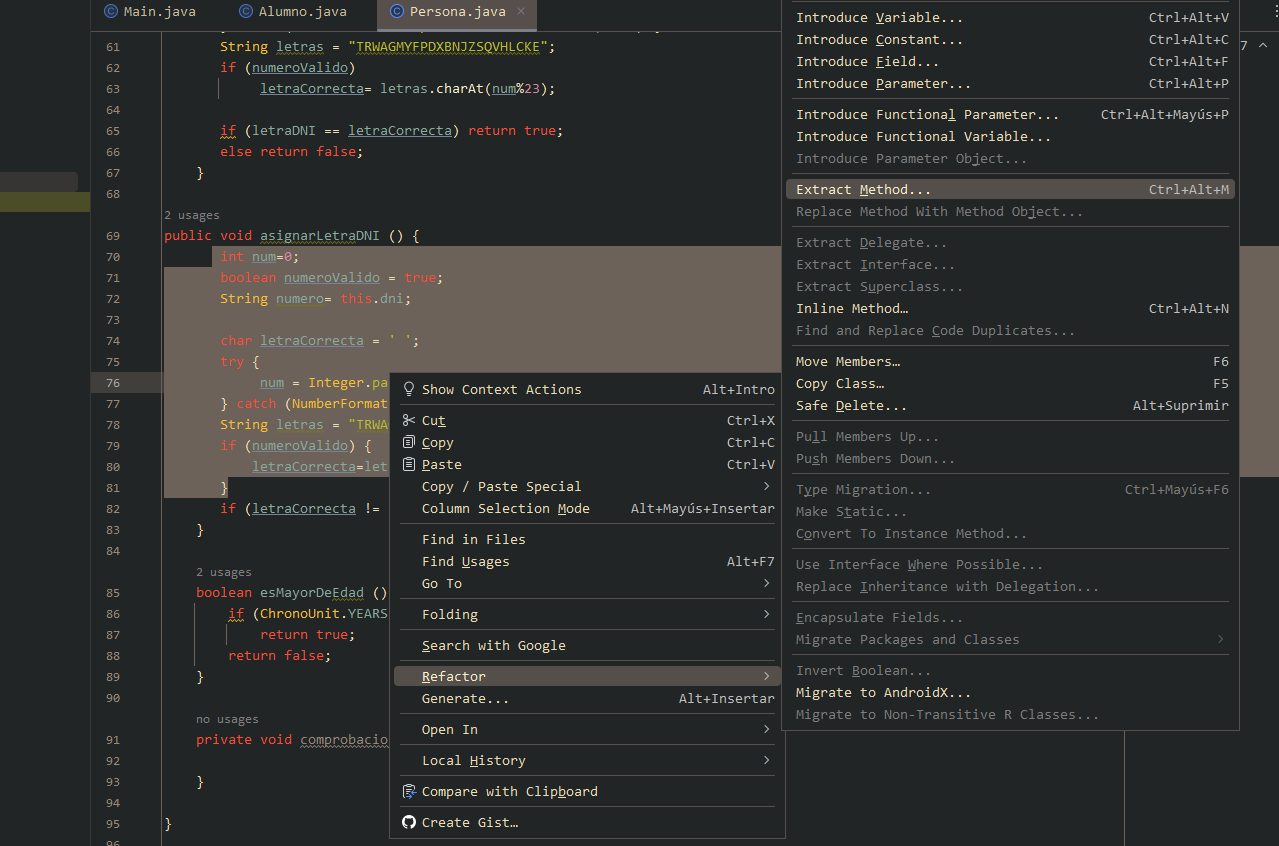 Main.java
Alumno.java
Persona.java
61 String letras = "TRWAGMYFPDXBNJZSQVHLCKE";
62 if (numeroValido)
63 letraCorrecta= letras.charAt(num%23);
64
65 if (letraDNI == letraCorrecta) return true;
66 else return false;
67 }
68
2 usages
69 public void asignarLetraDNI () {
70 int num=0;
71 boolean numeroValido = true;
72 String numero= this.dni;
73
74 char letraCorrecta = ' ';
75 try {
76 num = Integer.pa
77 } catch (NumberFormat
78 String letras = "TRWA
79 if (numeroValido) {
80 letraCorrecta=let
81 }
82 if (letraCorrecta !=
83 }
84
2 usages
85 boolean esMayorDeEdad ()
86 if (ChronoUnit.YEARS
87 return true;
88 return false;
89 }
90
no usages
91 private void comprobacio
92
93 }
94
95 }
96
Show Context Actions Alt+Intro
Cut Ctrl+X
Copy Ctrl+C
Paste Ctrl+V
Copy / Paste Special
Column Selection Mode Alt+Mayús+Insertar
Find in Files
Find Usages Alt+F7
Go To
Folding
Search with Google
Refactor
Generate... Alt+Insertar
Open In
Local History
Compare with Clipboard
Create Gist…
Introduce Variable... Ctrl+Alt+V
Introduce Constant... Ctrl+Alt+C
Introduce Field... Ctrl+Alt+F
Introduce Parameter... Ctrl+Alt+P
Introduce Functional Parameter... Ctrl+Alt+Mayús+P
Introduce Functional Variable...
Introduce Parameter Object...
Extract Method... Ctrl+Alt+M
Replace Method With Method Object...
Extract Delegate...
Extract Interface...
Extract Superclass...
Inline Method… Ctrl+Alt+N
Find and Replace Code Duplicates...
Move Members… F6
Copy Class… F5
Safe Delete... Alt+Suprimir
Pull Members Up...
Push Members Down...
Type Migration... Ctrl+Mayús+F6
Make Static...
Convert To Instance Method...
Use Interface Where Possible...
Replace Inheritance with Delegation...
Encapsulate Fields...
Migrate Packages and Classes
Invert Boolean...
Migrate to AndroidX...
Migrate to Non-Transitive R Classes...
7